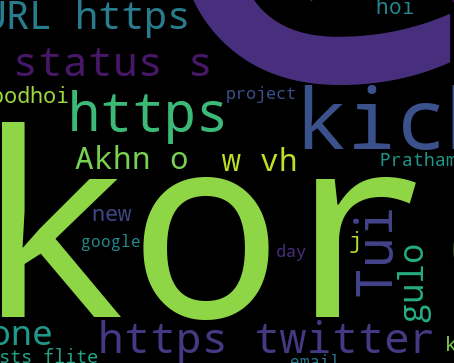 URL https
hoi
status s
oodhoi
https
project
kick
Akhn o
w vh
Pratham
kor
new
google
day
j
Tui
gulo
one
https twitter
sts flite
email
k